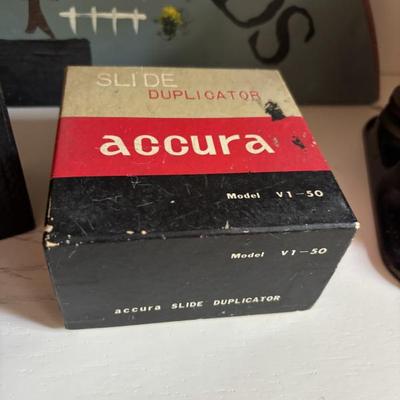 SLIDE
DUPLICATOR
accura
Model V1-50
Model V1-50
accura SLIDE DUPLICATOR